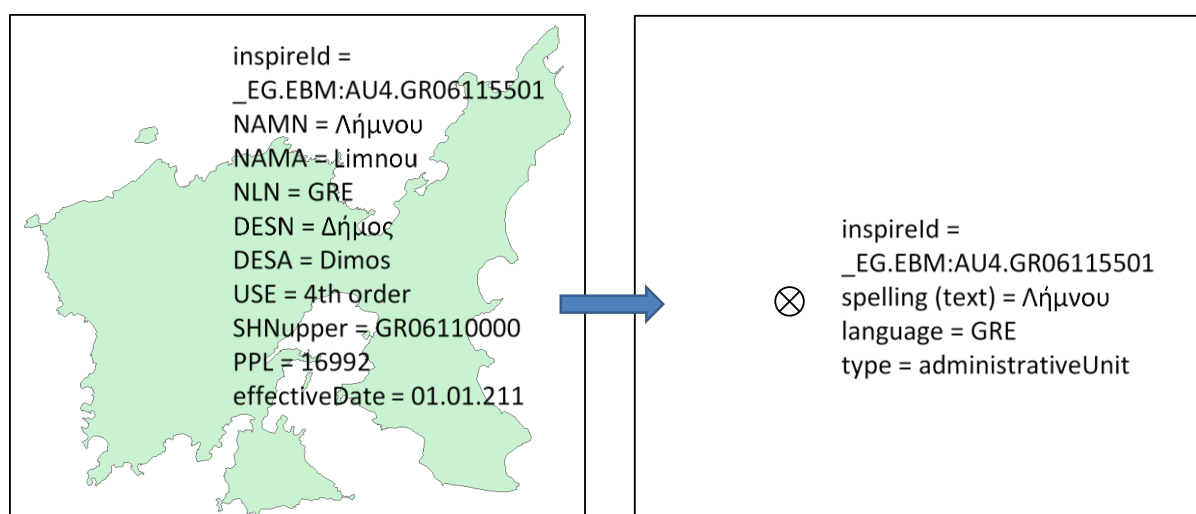 inspireId =
_EG.EBM:AU4.GR06115501
NAMN = Λήμνου
NAMA = Limnou
NLN = GRE
DESN = Δήμος
DESA = Dimos
USE = 4th order
SHNupper = GR06110000
PPL = 16992
effectiveDate = 01.01.211
inspireId =
_EG.EBM:AU4.GR06115501
spelling (text) = Λήμνου
language = GRE
type = administrativeUnit